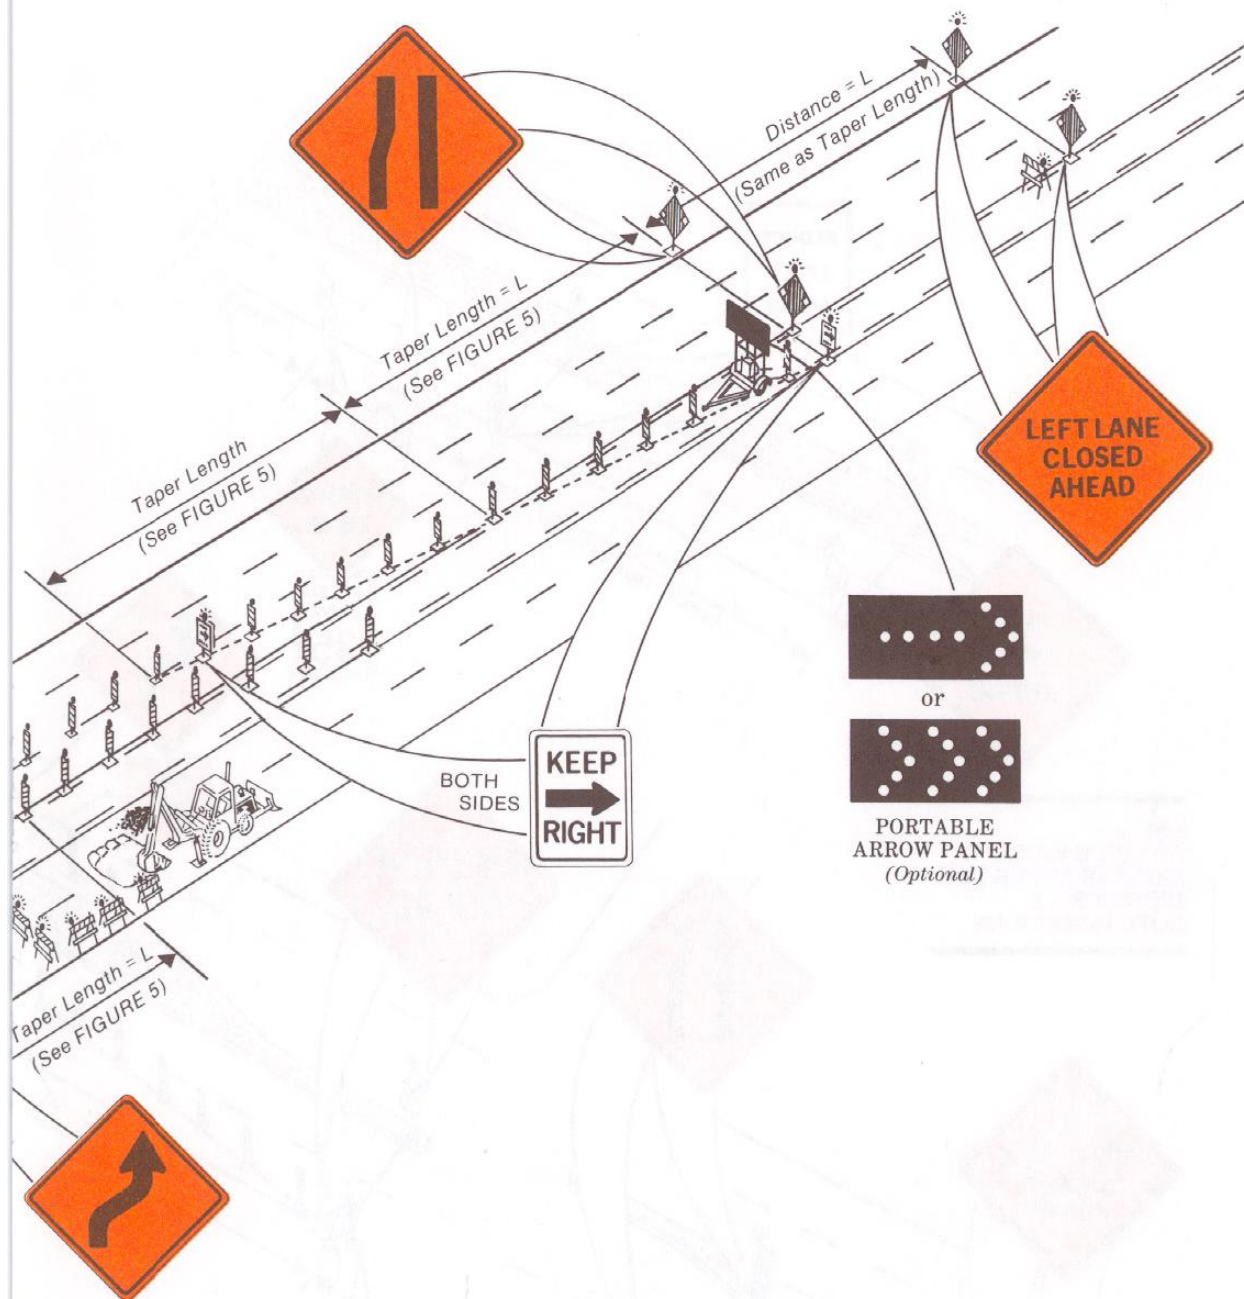 Distance = L
(Same as Taper Length)
Taper Length = L
(See FIGURE 5)
Taper Length
(See FIGURE 5)
LEFT LANE
CLOSED
AHEAD
or
KEEP
RIGHT
BOTH
SIDES
PORTABLE
ARROW PANEL
(Optional)
Taper Length = L
(See FIGURE 5)